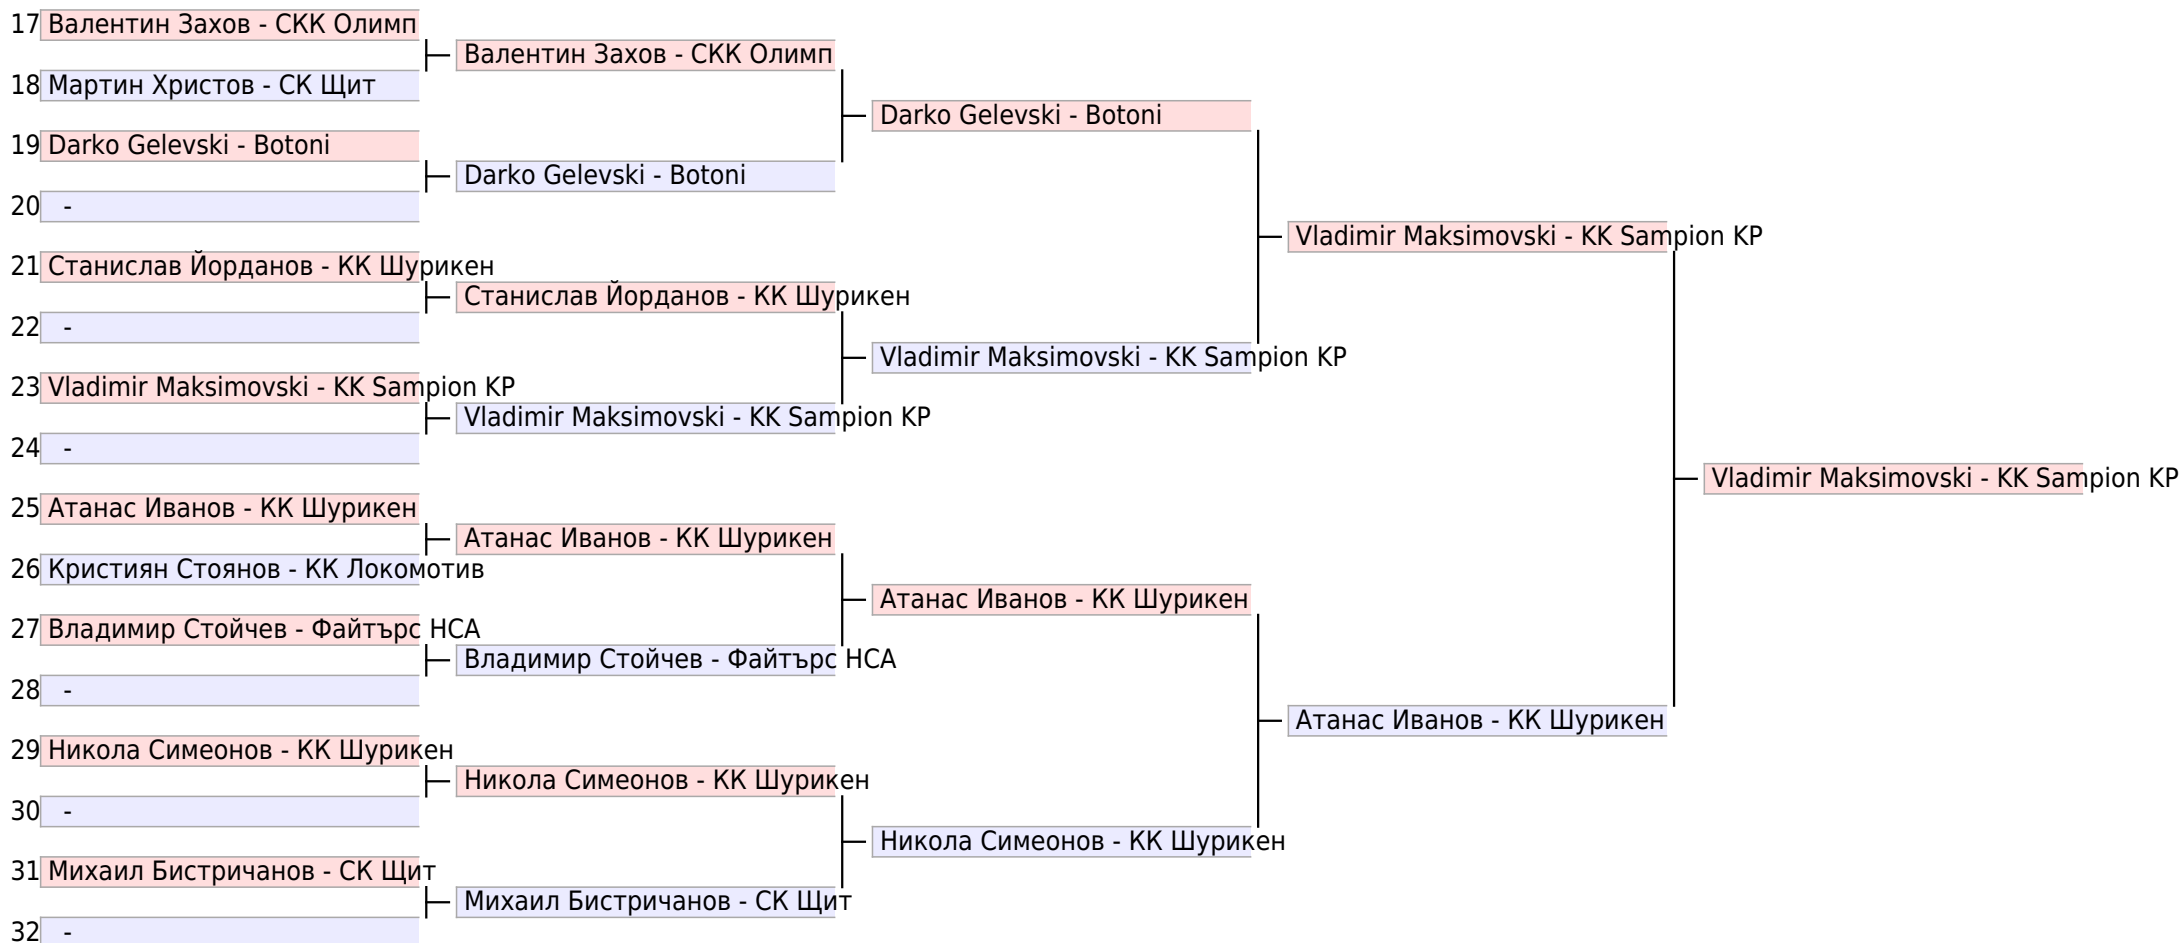 17 Валентин Захов - СКК Олимп
Валентин Захов - СКК Олимп
18 Мартин Христов - СК Щит
Darko Gelevski - Botoni
19 Darko Gelevski - Botoni
Darko Gelevski - Botoni
20 -
Vladimir Maksimovski - KK Sampion KP
21 Станислав Йорданов - КК Шурикен
Станислав Йорданов - КК Шурикен
22 -
Vladimir Maksimovski - KK Sampion KP
23 Vladimir Maksimovski - KK Sampion KP
Vladimir Maksimovski - KK Sampion KP
24 -
Vladimir Maksimovski - KK Sampion KP
25 Атанас Иванов - КК Шурикен
Атанас Иванов - КК Шурикен
26 Кристиян Стоянов - КК Локомотив
Атанас Иванов - КК Шурикен
27 Владимир Стойчев - Файтърс НСА
Владимир Стойчев - Файтърс НСА
28 -
Атанас Иванов - КК Шурикен
29 Никола Симеонов - КК Шурикен
Никола Симеонов - КК Шурикен
30 -
Никола Симеонов - КК Шурикен
31 Михаил Бистричанов - СК Щит
Михаил Бистричанов - СК Щит
32 -